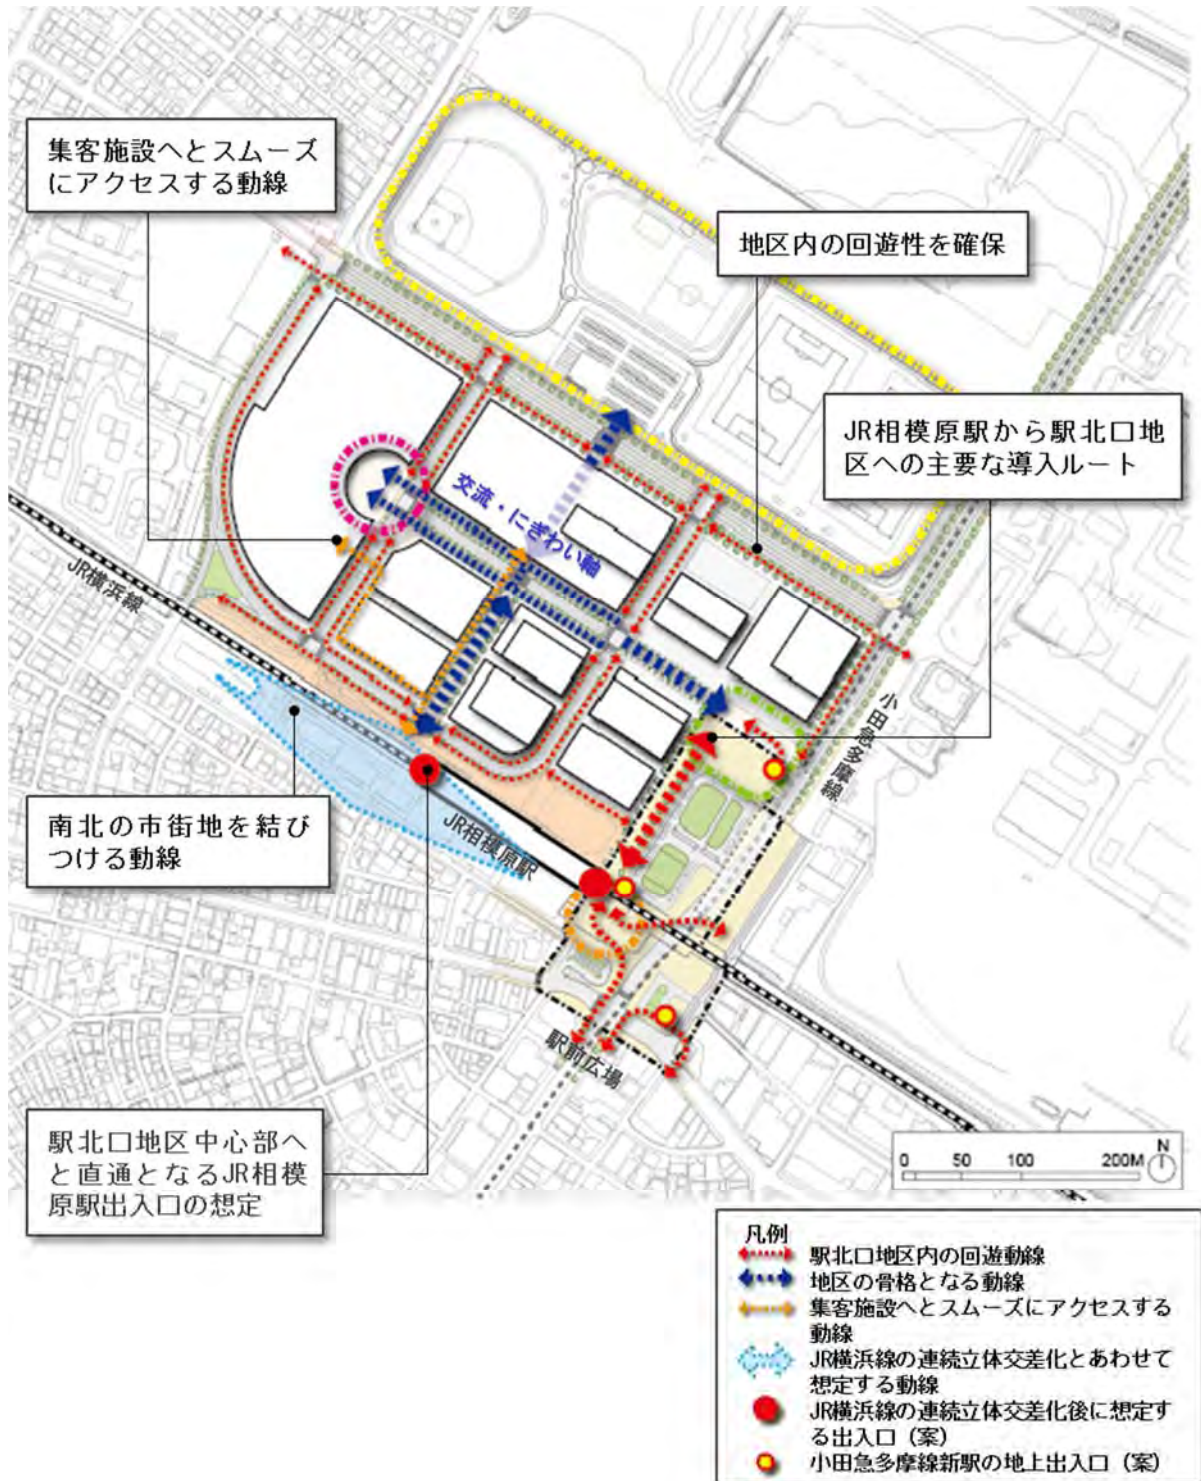 集客施設へとスムーズ
にアクセスする動線
地区内の回遊性を確保
JR相模原駅から駅北口地
区への主要な導入ルート
交流・にぎわい軸
JR横浜線
小田急多摩線
南北の市街地を結び
つける動線
JR相模原駅
駅前広場
駅北口地区中心部へ
と直通となるJR相模
原駅出入口の想定
0 50 100 200M N
凡例
駅北口地区内の回遊動線
地区の骨格となる動線
集客施設へとスムーズにアクセスする
動線
JR横浜線の連続立体交差化とあわせて
想定する動線
JR横浜線の連続立体交差化後に想定す
る出入口（案）
小田急多摩線新駅の地上出入口（案）